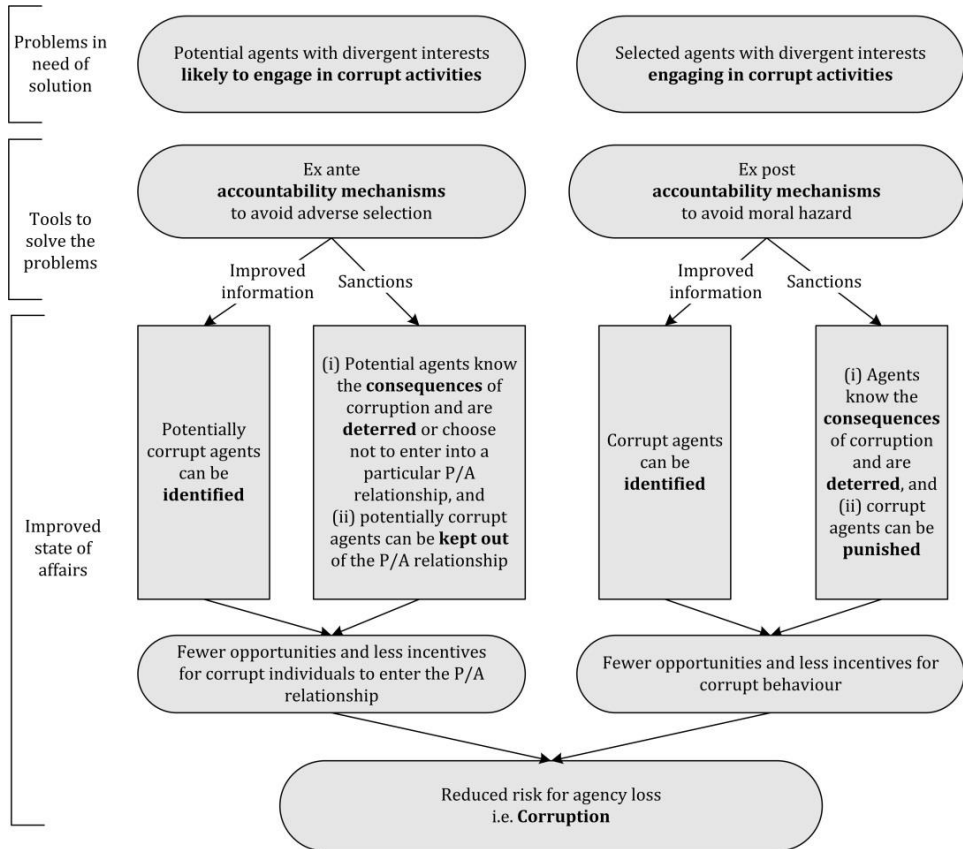 Problems in
need of
solution
Potential agents with divergent interests
likely to engage in corrupt activities
Selected agents with divergent interests
engaging in corrupt activities
Tools to
solve the
problems
Ex ante
accountability mechanisms
to avoid adverse selection
Ex post
accountability mechanisms
to avoid moral hazard
Improved
information
Sanctions
Improved
information
Sanctions
Improved
state of
affairs
Potentially
corrupt agents
can be
identified
(i) Potential agents know
the consequences of
corruption and are
deterred or choose
not to enter into a
particular P/A
relationship, and
(ii) potentially corrupt
agents can be kept out
of the P/A relationship
Corrupt agents
can be
identified
(i) Agents
know the
consequences
of corruption
and are
deterred, and
(ii) corrupt
agents can be
punished
Fewer opportunities and less incentives
for corrupt individuals to enter the P/A
relationship
Fewer opportunities and less incentives for
corrupt behaviour
Reduced risk for agency loss
i.e. Corruption